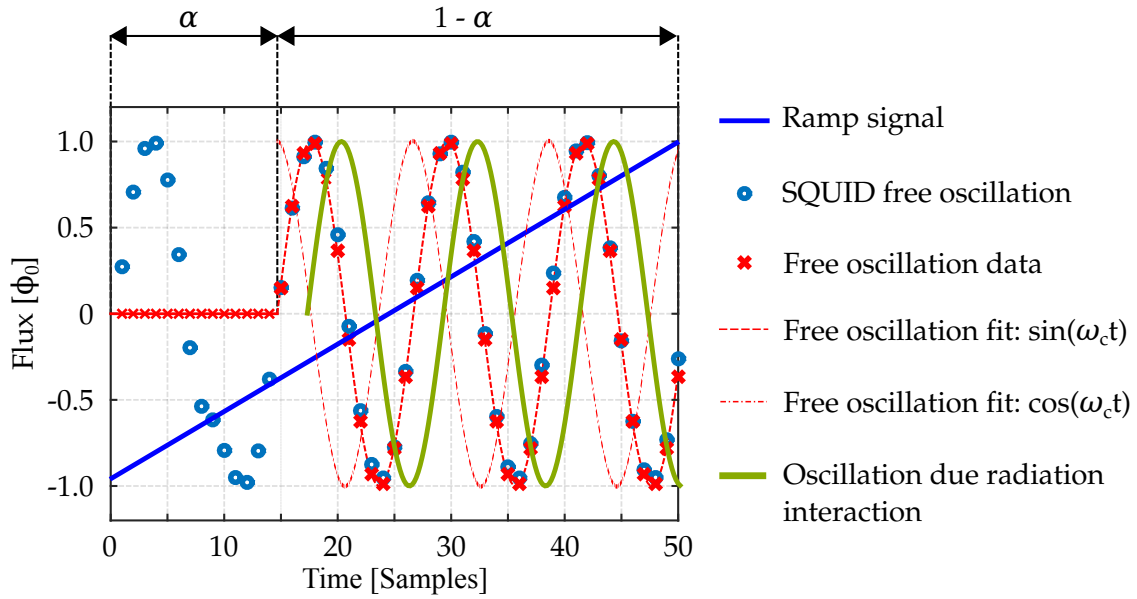 α
1 - α
1.0
0.5
0
-0.5
-1.0
Flux [ϕ₀]
0
10
20
30
40
50
Time [Samples]
Ramp signal
SQUID free oscillation
Free oscillation data
Free oscillation fit: sin(ω_ct)
Free oscillation fit: cos(ω_ct)
Oscillation due radiation
interaction